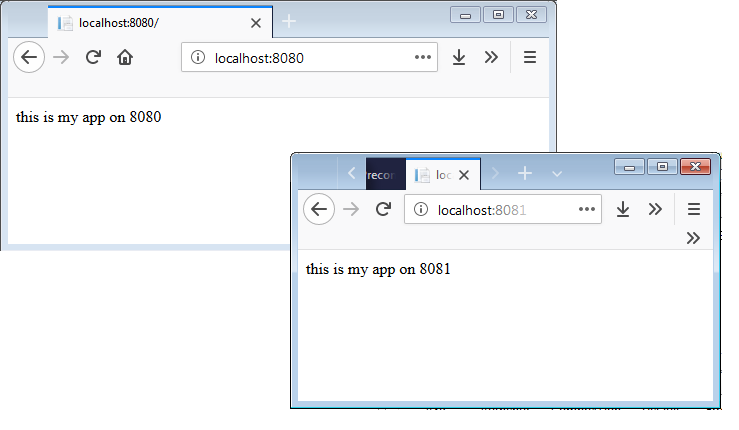 localhost:8080/
localhost:8080
this is my app on 8080
recor
loc
localhost:8081
this is my app on 8081